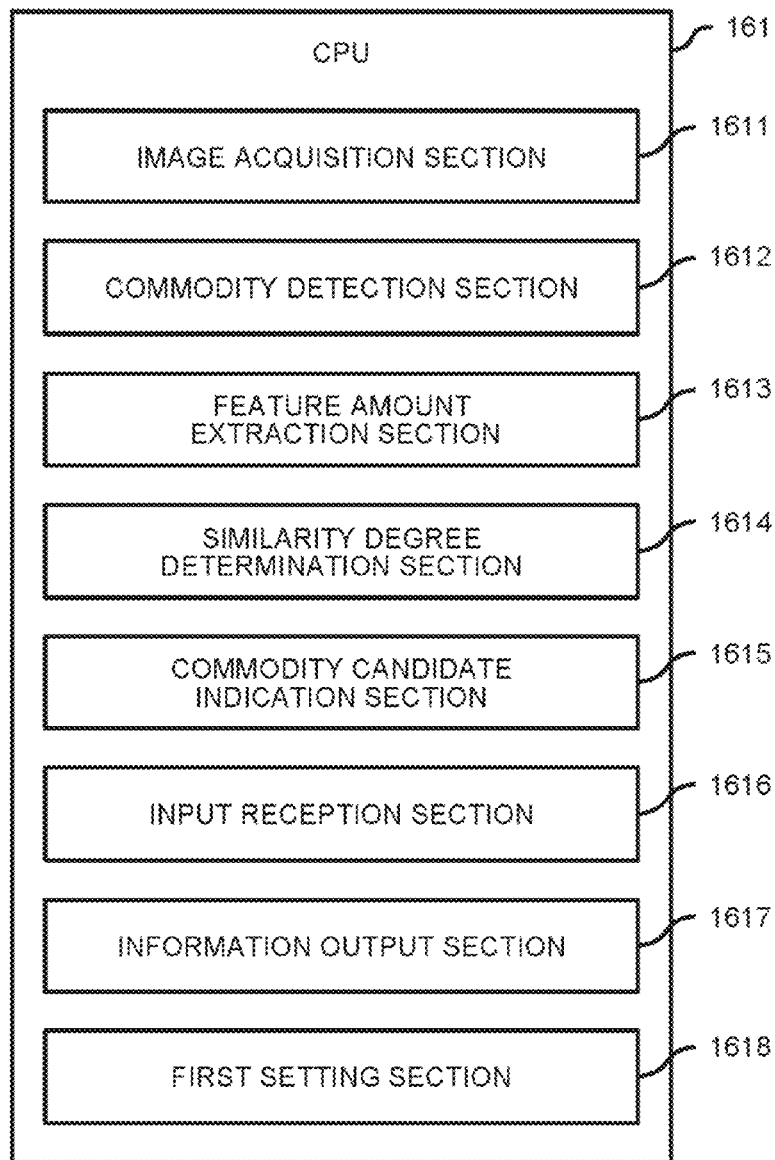 CPU
161
IMAGE ACQUISITION SECTION
1611
COMMODITY DETECTION SECTION
1612
FEATURE AMOUNT
EXTRACTION SECTION
1613
SIMILARITY DEGREE
DETERMINATION SECTION
1614
COMMODITY CANDIDATE
INDICATION SECTION
1615
INPUT RECEPTION SECTION
1616
INFORMATION OUTPUT SECTION
1617
FIRST SETTING SECTION
1618